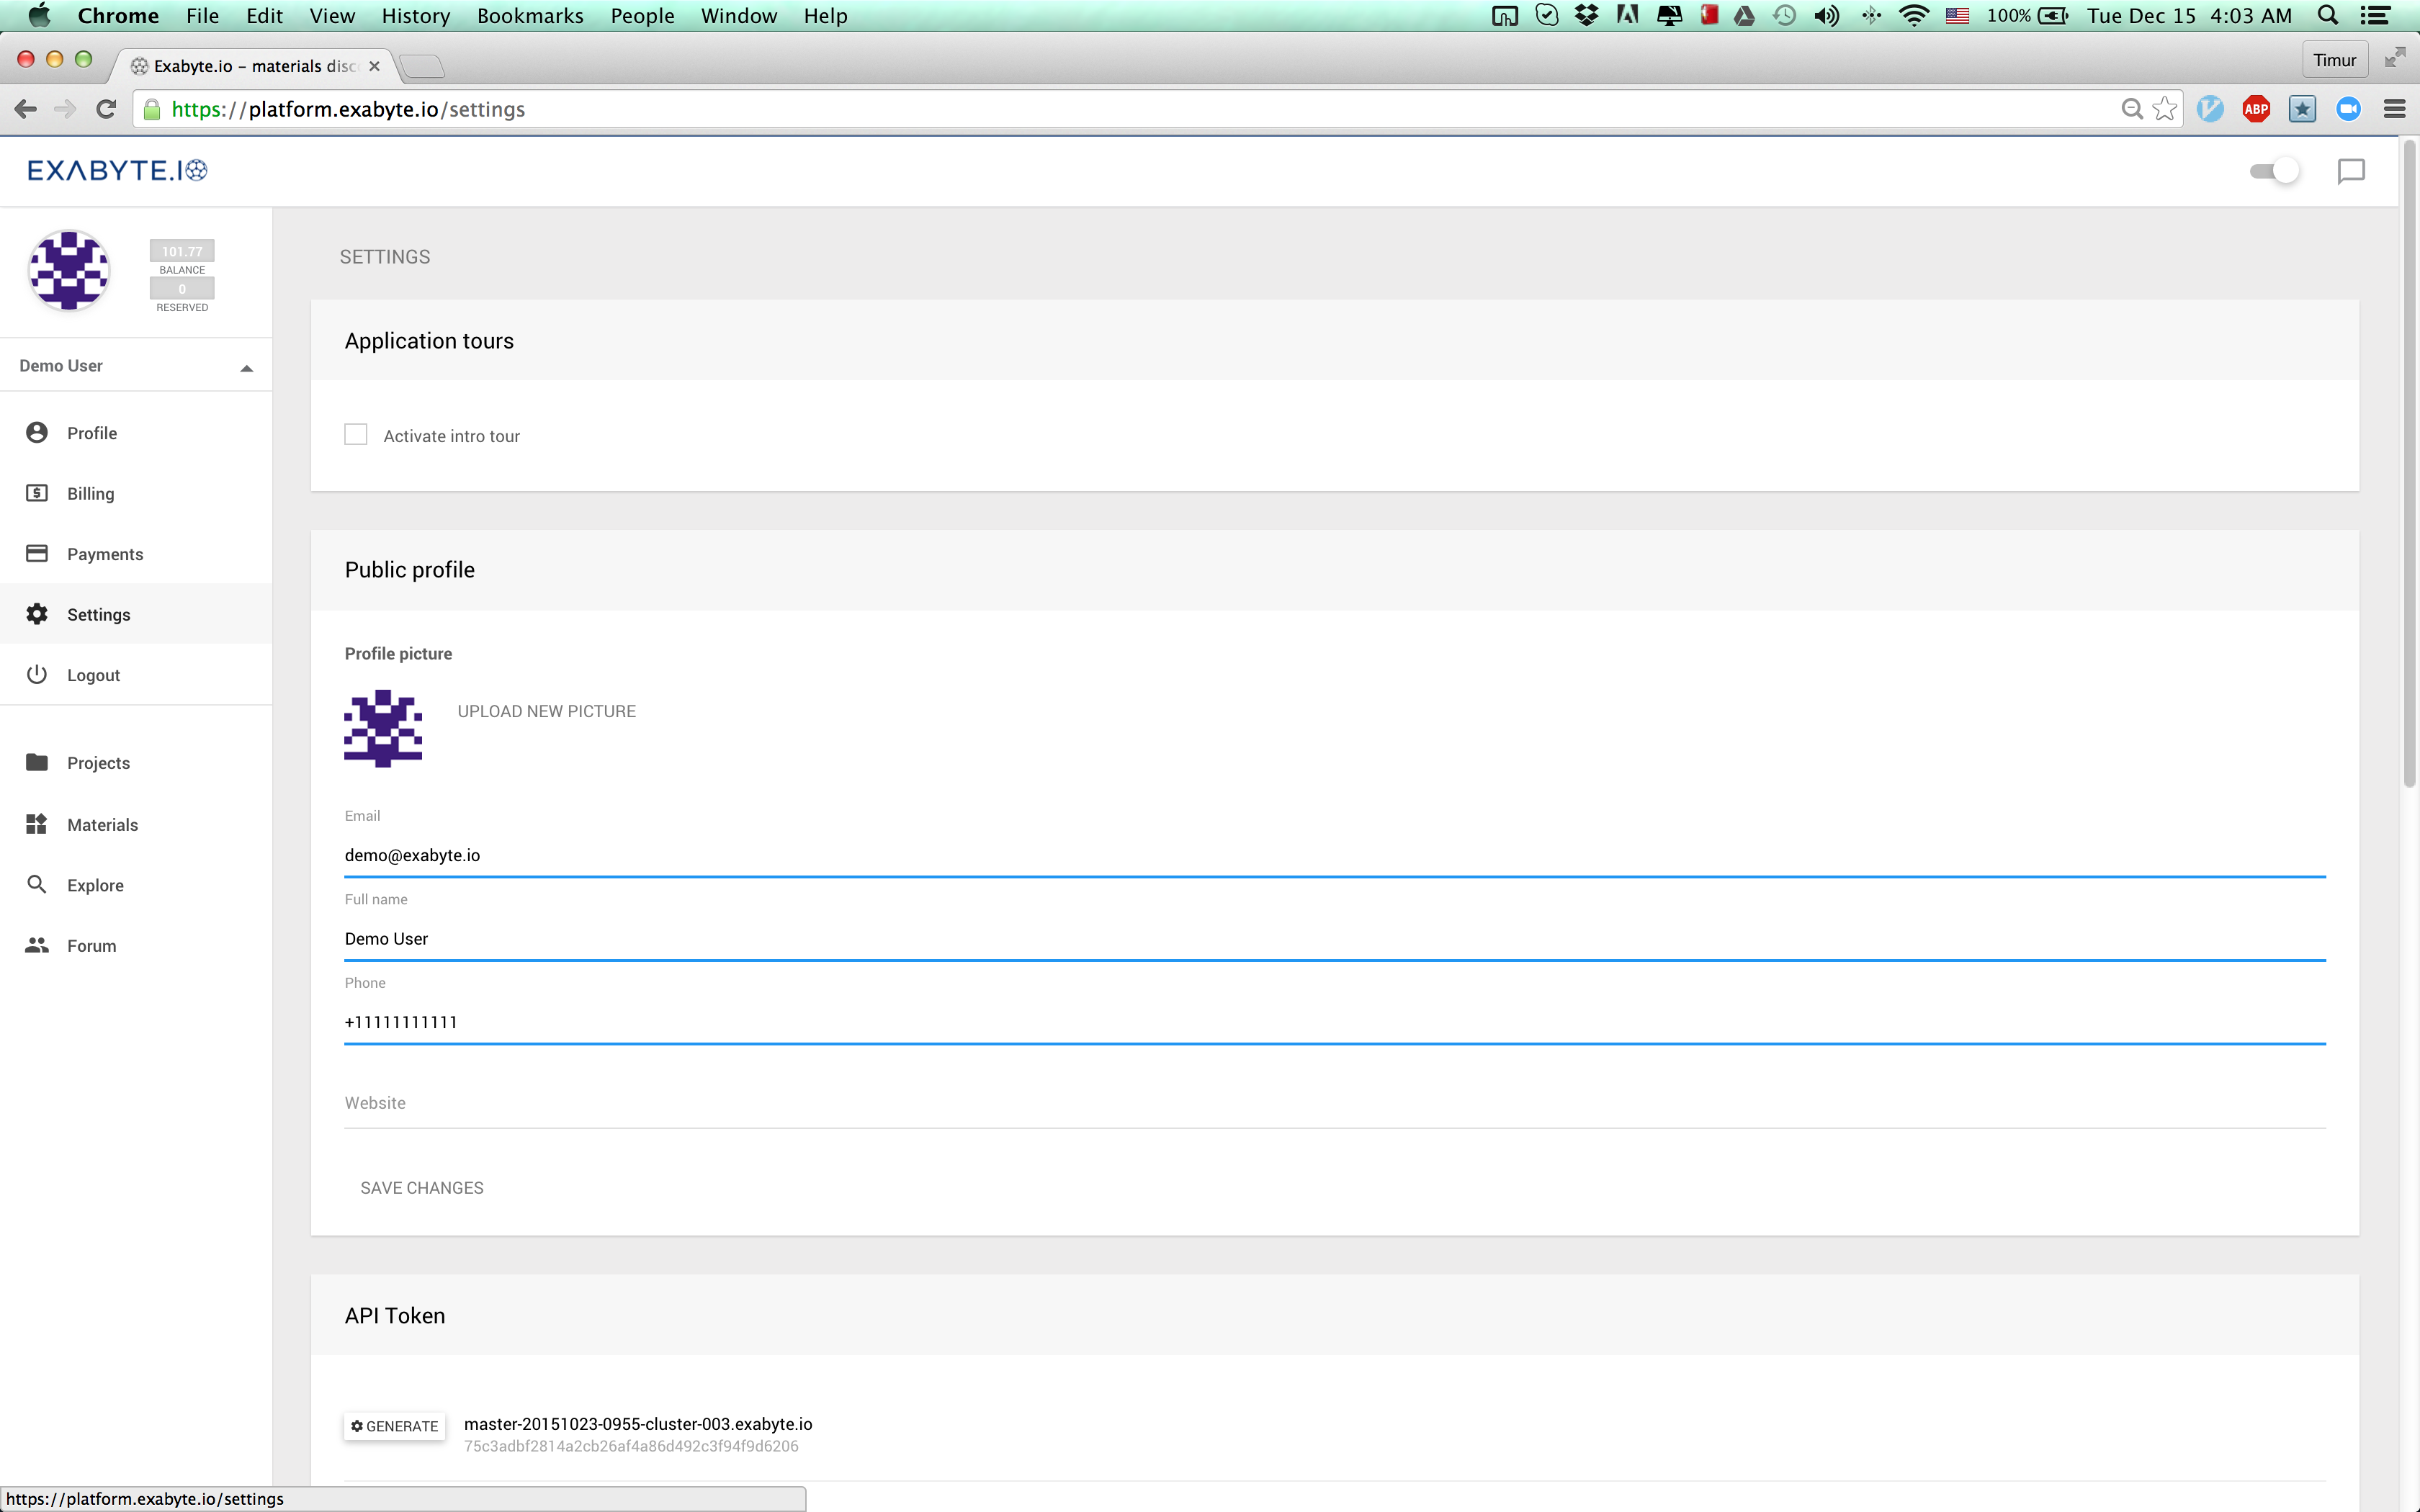 Chrome File Edit View History Bookmarks People Window Help 100% Tue Dec 15 4:03 AM
Exabyte.io – materials disc
Timur
https://platform.exabyte.io/settings
ABP
EXABYTE.IO
101.77
BALANCE
0
RESERVED
Demo User
Profile
Billing
Payments
Settings
Logout
Projects
Materials
Explore
Forum
SETTINGS
Application tours
Activate intro tour
Public profile
Profile picture
UPLOAD NEW PICTURE
Email
demo@exabyte.io
Full name
Demo User
Phone
+11111111111
Website
SAVE CHANGES
API Token
GENERATE
master-20151023-0955-cluster-003.exabyte.io
75c3adbf2814a2cb26af4a86d492c3f94f9d6206
https://platform.exabyte.io/settings